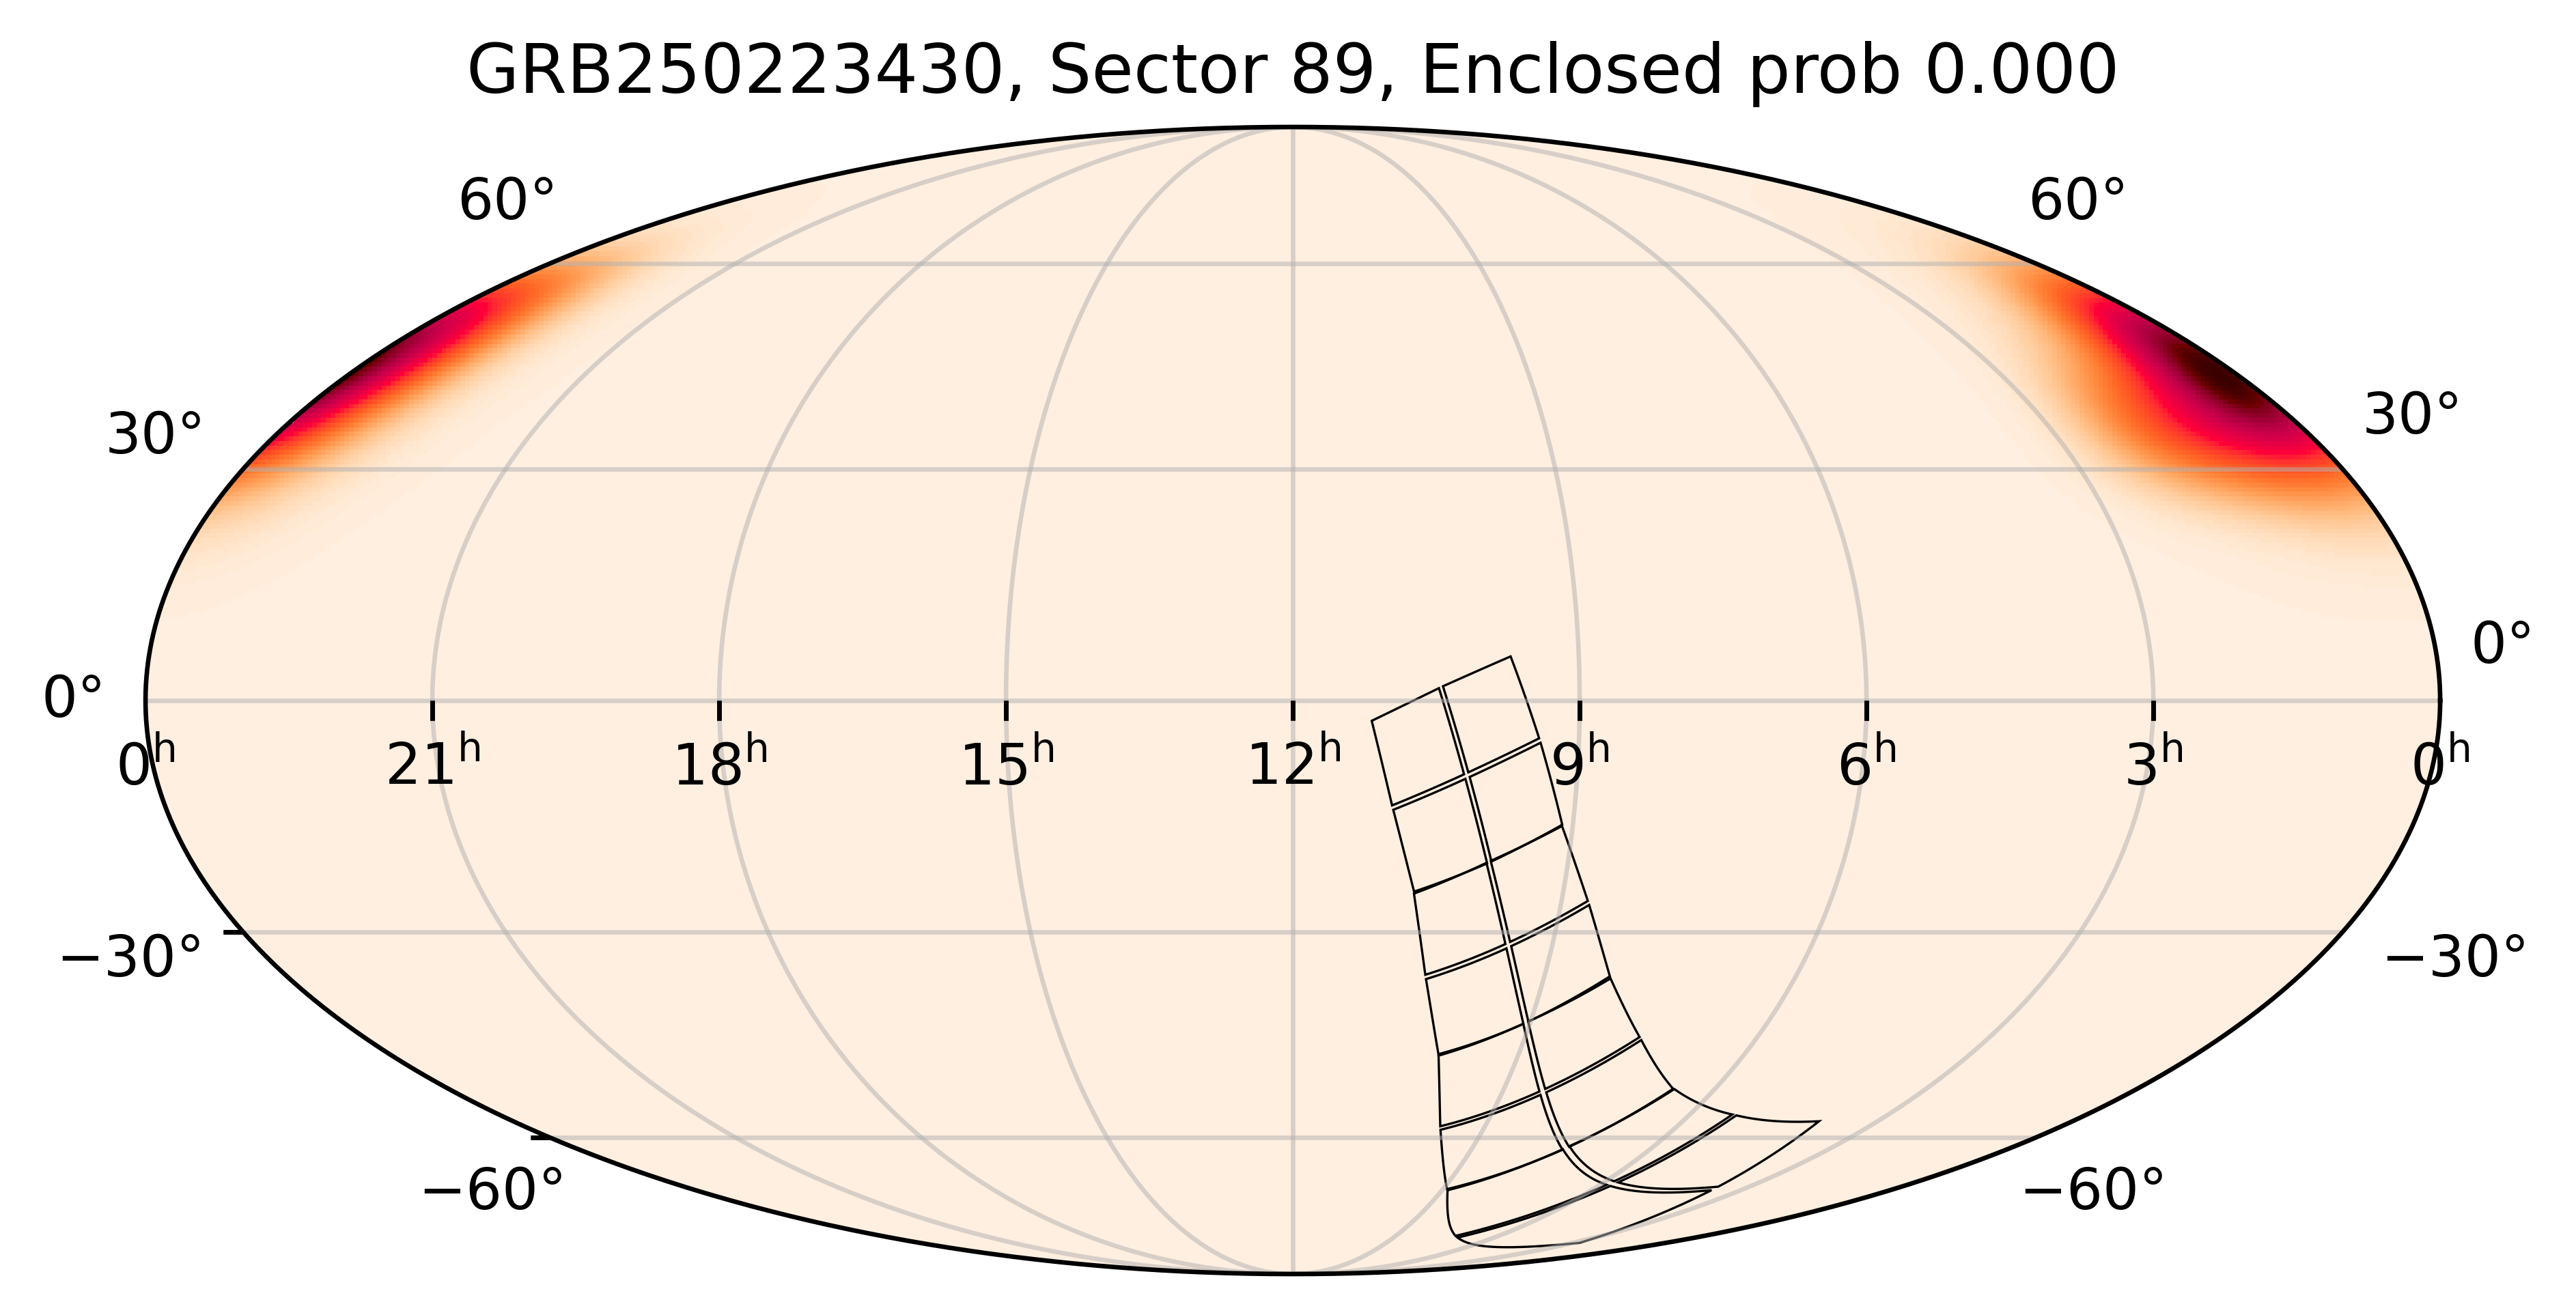 GRB250223430, Sector 89, Enclosed prob 0.000
60° 60°
30° 30°
0° 0°
0ʰ 21ʰ 18ʰ 15ʰ 12ʰ 9ʰ 6ʰ 3ʰ 0ʰ
−30° −30°
−60° −60°